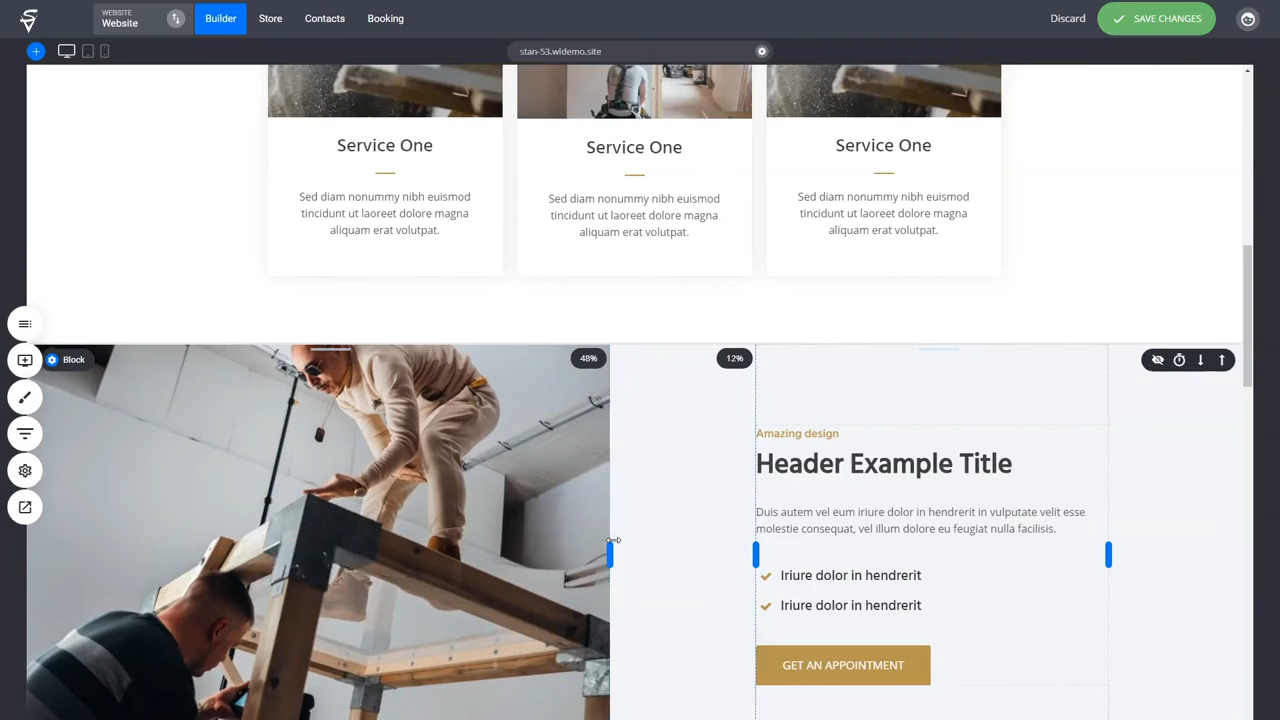 WEBSITE
Website
Builder
Store
Contacts
Booking
Discard
SAVE CHANGES
stan-53.wldemo.site
Service One
Sed diam nonummy nibh euismod
tincidunt ut laoreet dolore magna
aliquam erat volutpat.
Service One
Sed diam nonummy nibh euismod
tincidunt ut laoreet dolore magna
aliquam erat volutpat.
Service One
Sed diam nonummy nibh euismod
tincidunt ut laoreet dolore magna
aliquam erat volutpat.
Block
48%
12%
Amazing design
Header Example Title
Duis autem vel eum iriure dolor in hendrerit in vulputate velit esse
molestie consequat, vel illum dolore eu feugiat nulla facilisis.
Iriure dolor in hendrerit
Iriure dolor in hendrerit
GET AN APPOINTMENT